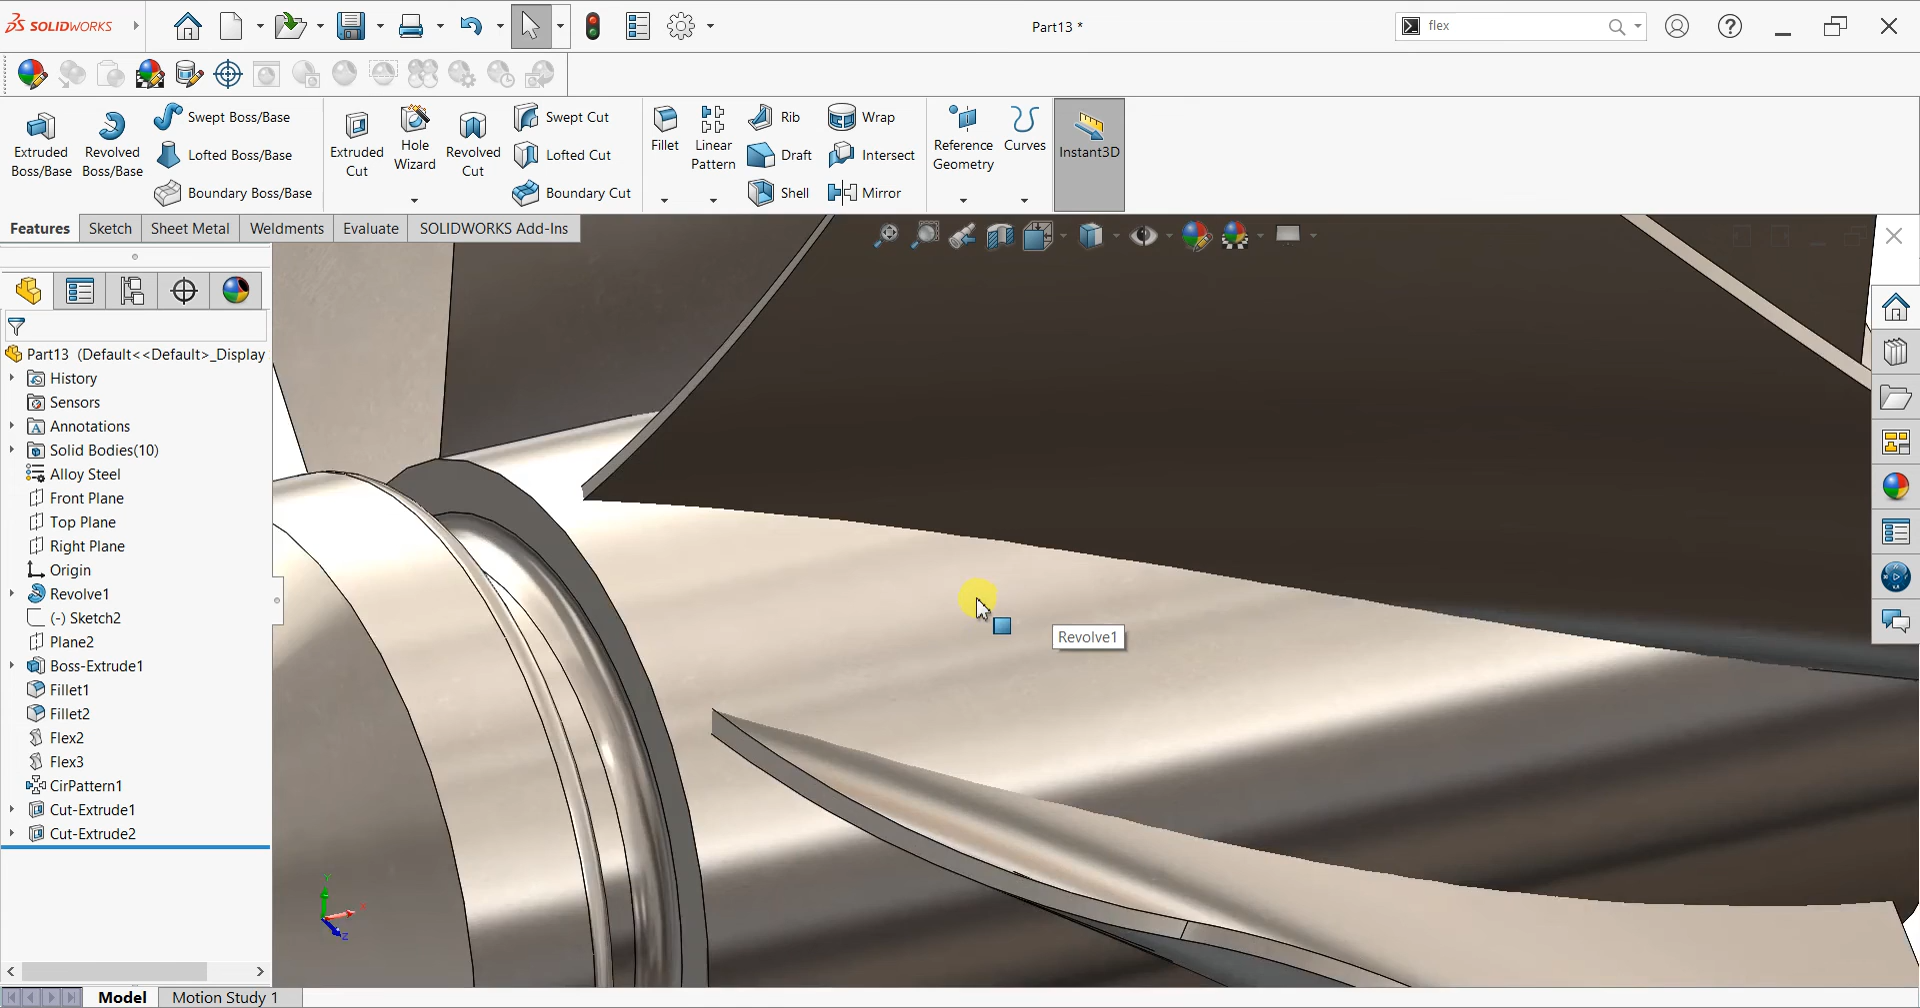 SOLIDWORKS
Part13 *
flex
Extruded Boss/Base
Revolved Boss/Base
Swept Boss/Base
Lofted Boss/Base
Boundary Boss/Base
Extruded Cut
Hole Wizard
Revolved Cut
Swept Cut
Lofted Cut
Boundary Cut
Fillet
Linear Pattern
Rib
Draft
Shell
Wrap
Intersect
Mirror
Reference Geometry
Curves
Instant3D
Features
Sketch
Sheet Metal
Weldments
Evaluate
SOLIDWORKS Add-Ins
Part13 (Default<<Default>_Display
History
Sensors
Annotations
Solid Bodies(10)
Alloy Steel
Front Plane
Top Plane
Right Plane
Origin
Revolve1
(-) Sketch2
Plane2
Boss-Extrude1
Fillet1
Fillet2
Flex2
Flex3
CirPattern1
Cut-Extrude1
Cut-Extrude2
Revolve1
Y
X
Z
Model
Motion Study 1